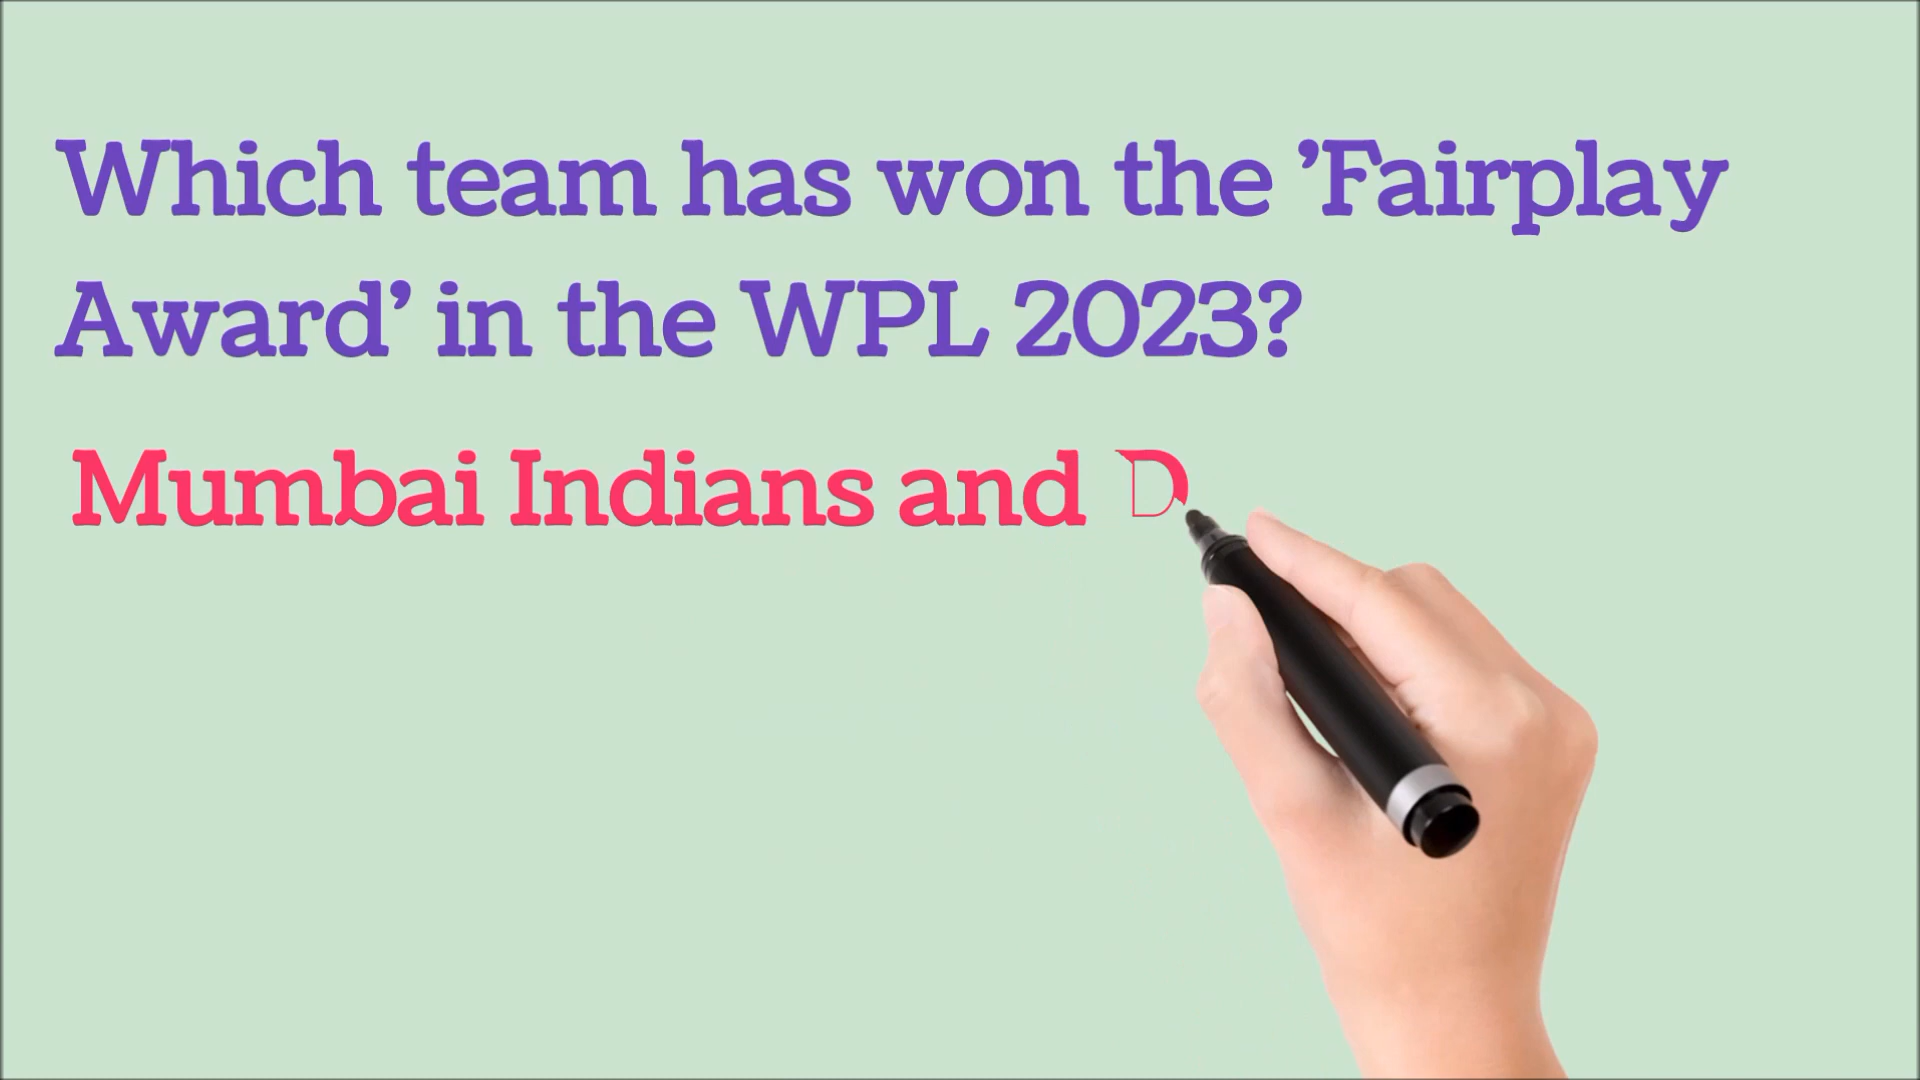 Which team has won the ’Fairplay
Award’ in the WPL 2023?
Mumbai Indians and D